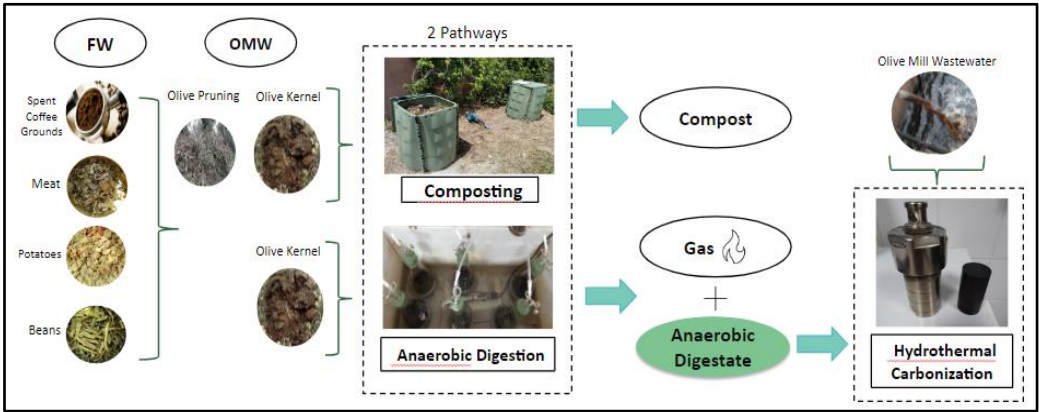 FW
OMW
2 Pathways
Spent
Coffee
Grounds
Meat
Potatoes
Beans
Olive Pruning
Olive Kernel
Olive Kernel
Composting
Anaerobic Digestion
Compost
Gas
+
Anaerobic
Digestate
Olive Mill Wastewater
Hydrothermal
Carbonization